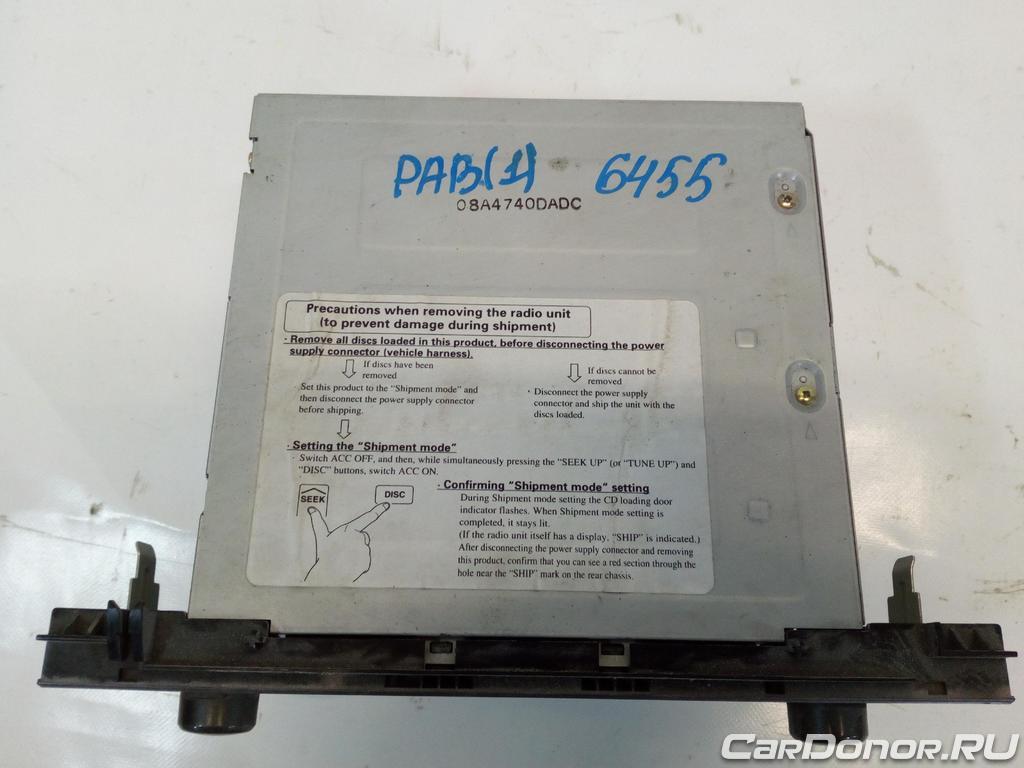 РАВ(1) 6455
08A4740DADC
Precautions when removing the radio unit
(to prevent damage during shipment)
· Remove all discs loaded in this product, before disconnecting the power
supply connector (vehicle harness).
If discs have been
removed
· Set this product to the "Shipment mode" and
then disconnect the power supply connector
before shipping.
If discs cannot be
removed
· Disconnect the power supply
connector and ship the unit with the
discs loaded.
· Setting the "Shipment mode"
· Switch ACC OFF, and then, while simultaneously pressing the "SEEK UP" (or "TUNE UP") and
"DISC" buttons, switch ACC ON.
SEEK
DISC
· Confirming "Shipment mode" setting
During Shipment mode setting the CD loading door
indicator flashes. When Shipment mode setting is
completed, it stays lit.
(If the radio unit itself has a display, "SHIP" is indicated.)
After disconnecting the power supply connector and removing
this product, confirm that you can see a red section through the
hole near the "SHIP" mark on the rear chassis.
CarDonor.RU